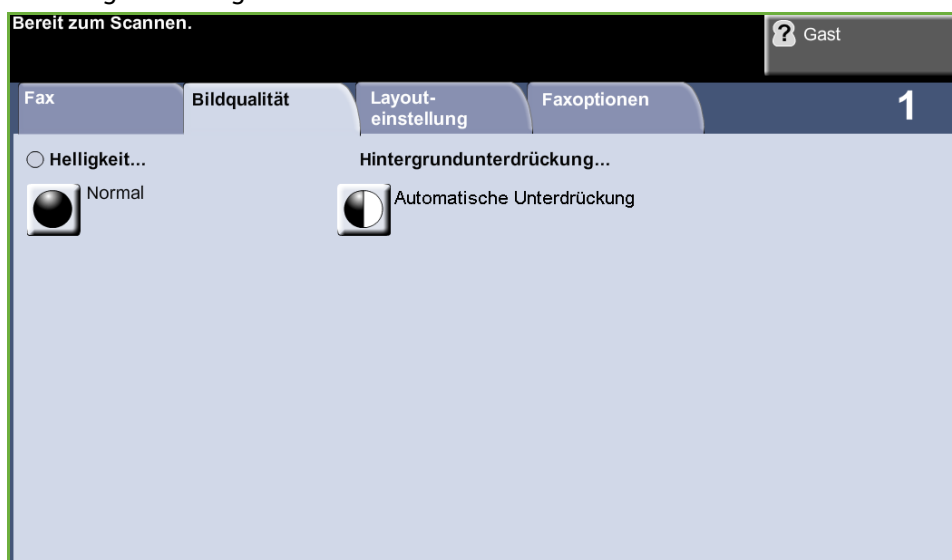 Bereit zum Scannen.
? Gast
Fax
Bildqualität
Layout-
einstellung
Faxoptionen
1
Helligkeit...
Normal
Hintergrundunterdrückung...
Automatische Unterdrückung